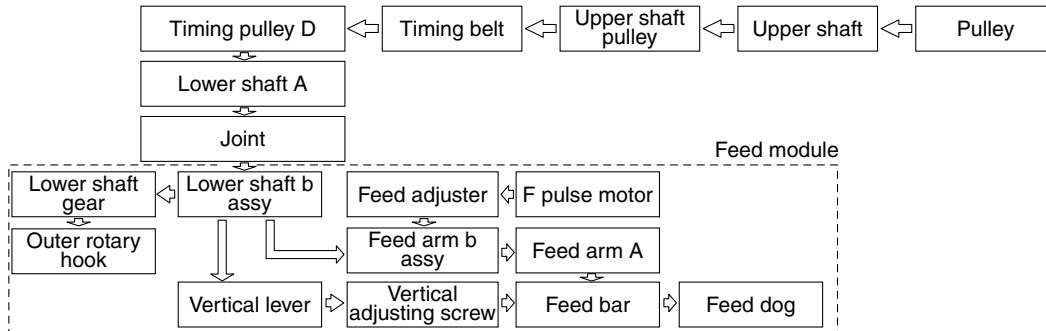 Timing pulley D
Timing belt
Upper shaft
pulley
Upper shaft
Pulley
Lower shaft A
Joint
Feed module
Lower shaft
gear
Lower shaft b
assy
Feed adjuster
F pulse motor
Outer rotary
hook
Feed arm b
assy
Feed arm A
Vertical lever
Vertical
adjusting screw
Feed bar
Feed dog